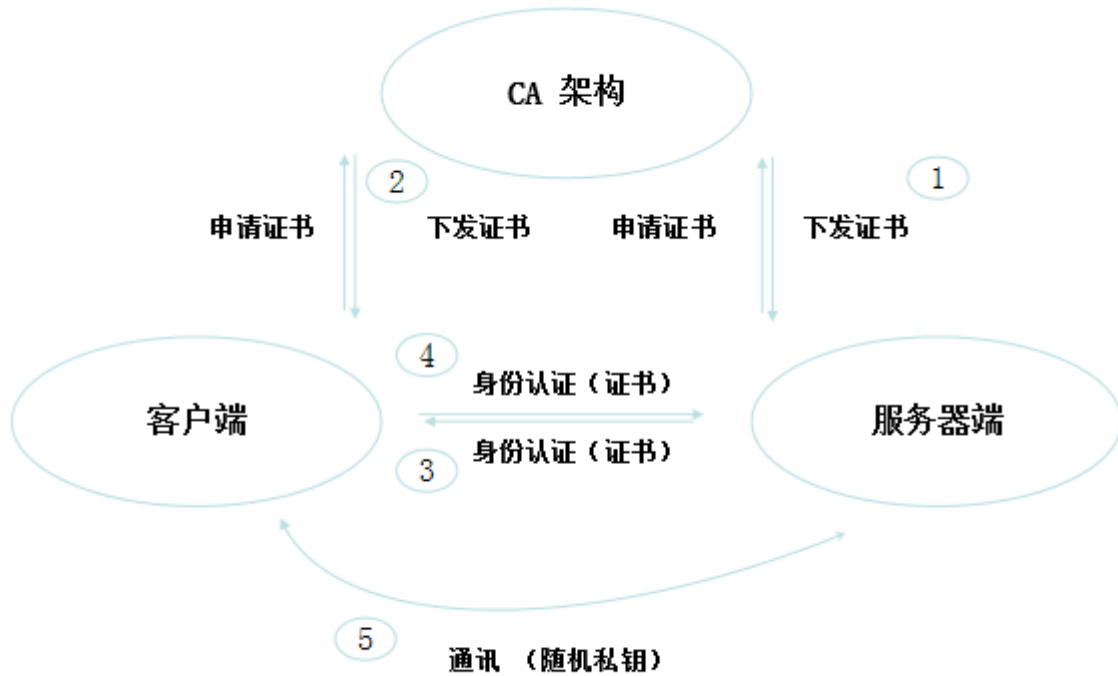 CA 架构
2
1
申请证书
下发证书
申请证书
下发证书
4
身份认证（证书）
客户端
服务器端
身份认证（证书）
3
5
通讯 （随机私钥）